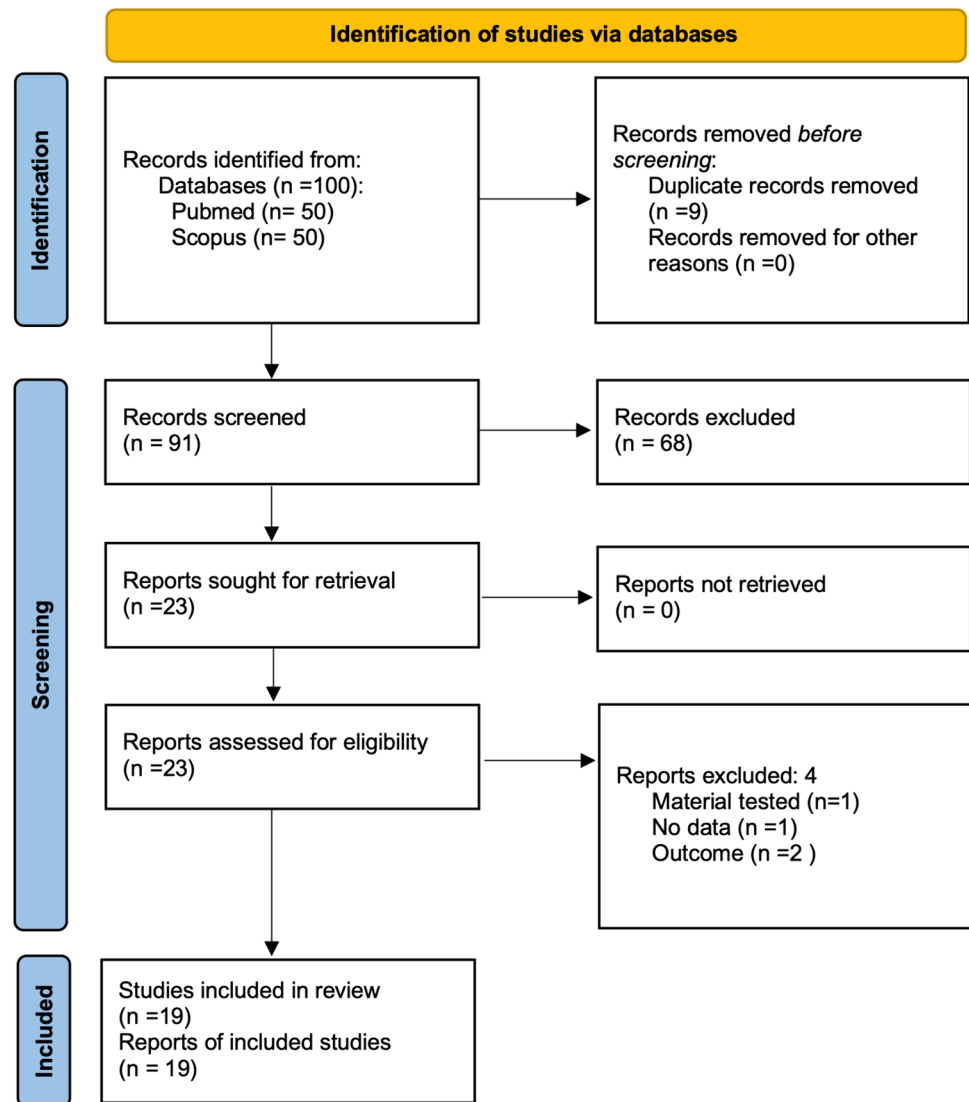 Identification of studies via databases
Identification
Records identified from:
Databases (n =100):
Pubmed (n= 50)
Scopus (n= 50)
Records removed before
screening:
Duplicate records removed
(n =9)
Records removed for other
reasons (n =0)
Screening
Records screened
(n = 91)
Records excluded
(n = 68)
Reports sought for retrieval
(n =23)
Reports not retrieved
(n = 0)
Reports assessed for eligibility
(n =23)
Reports excluded: 4
Material tested (n=1)
No data (n =1)
Outcome (n =2 )
Included
Studies included in review
(n =19)
Reports of included studies
(n = 19)